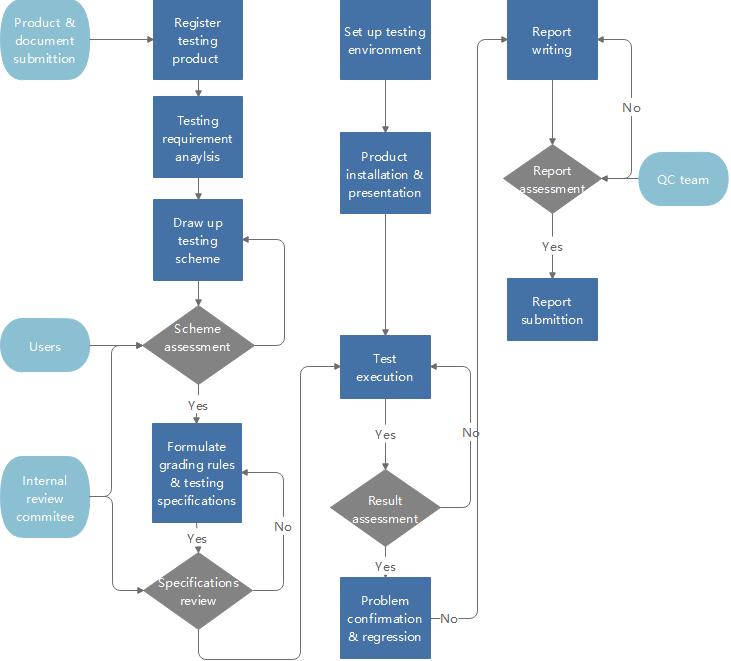 Product &
document
submittion
Register
testing
product
Testing
requirement
anaylsis
Draw up
testing
scheme
Users
Scheme
assessment
Yes
Internal
review
commitee
Formulate
grading rules
& testing
specifications
No
Yes
Specifications
review
Set up testing
environment
Product
installation &
presentation
Test
execution
Yes
No
Result
assessment
Yes
Problem
confirmation
& regression
No
Report
writing
No
Report
assessment
QC team
Yes
Report
submittion